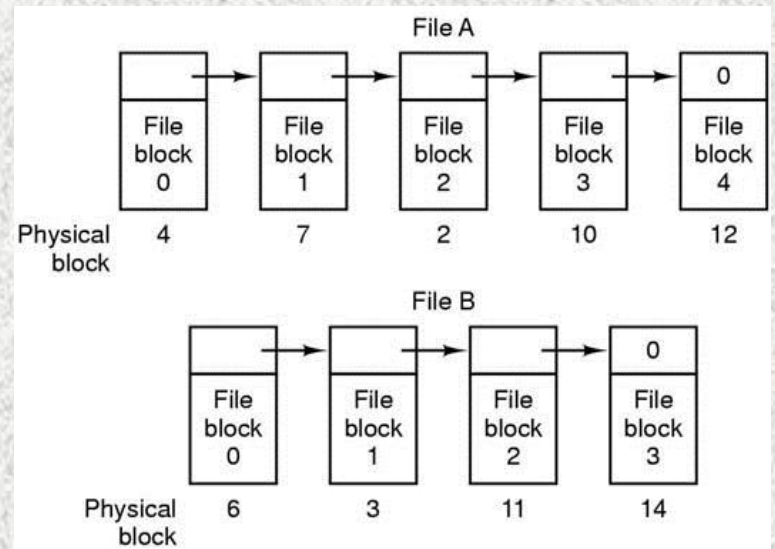 File A
0
File block 0
File block 1
File block 2
File block 3
File block 4
Physical block
4 7 2 10 12
File B
0
File block 0
File block 1
File block 2
File block 3
Physical block
6 3 11 14